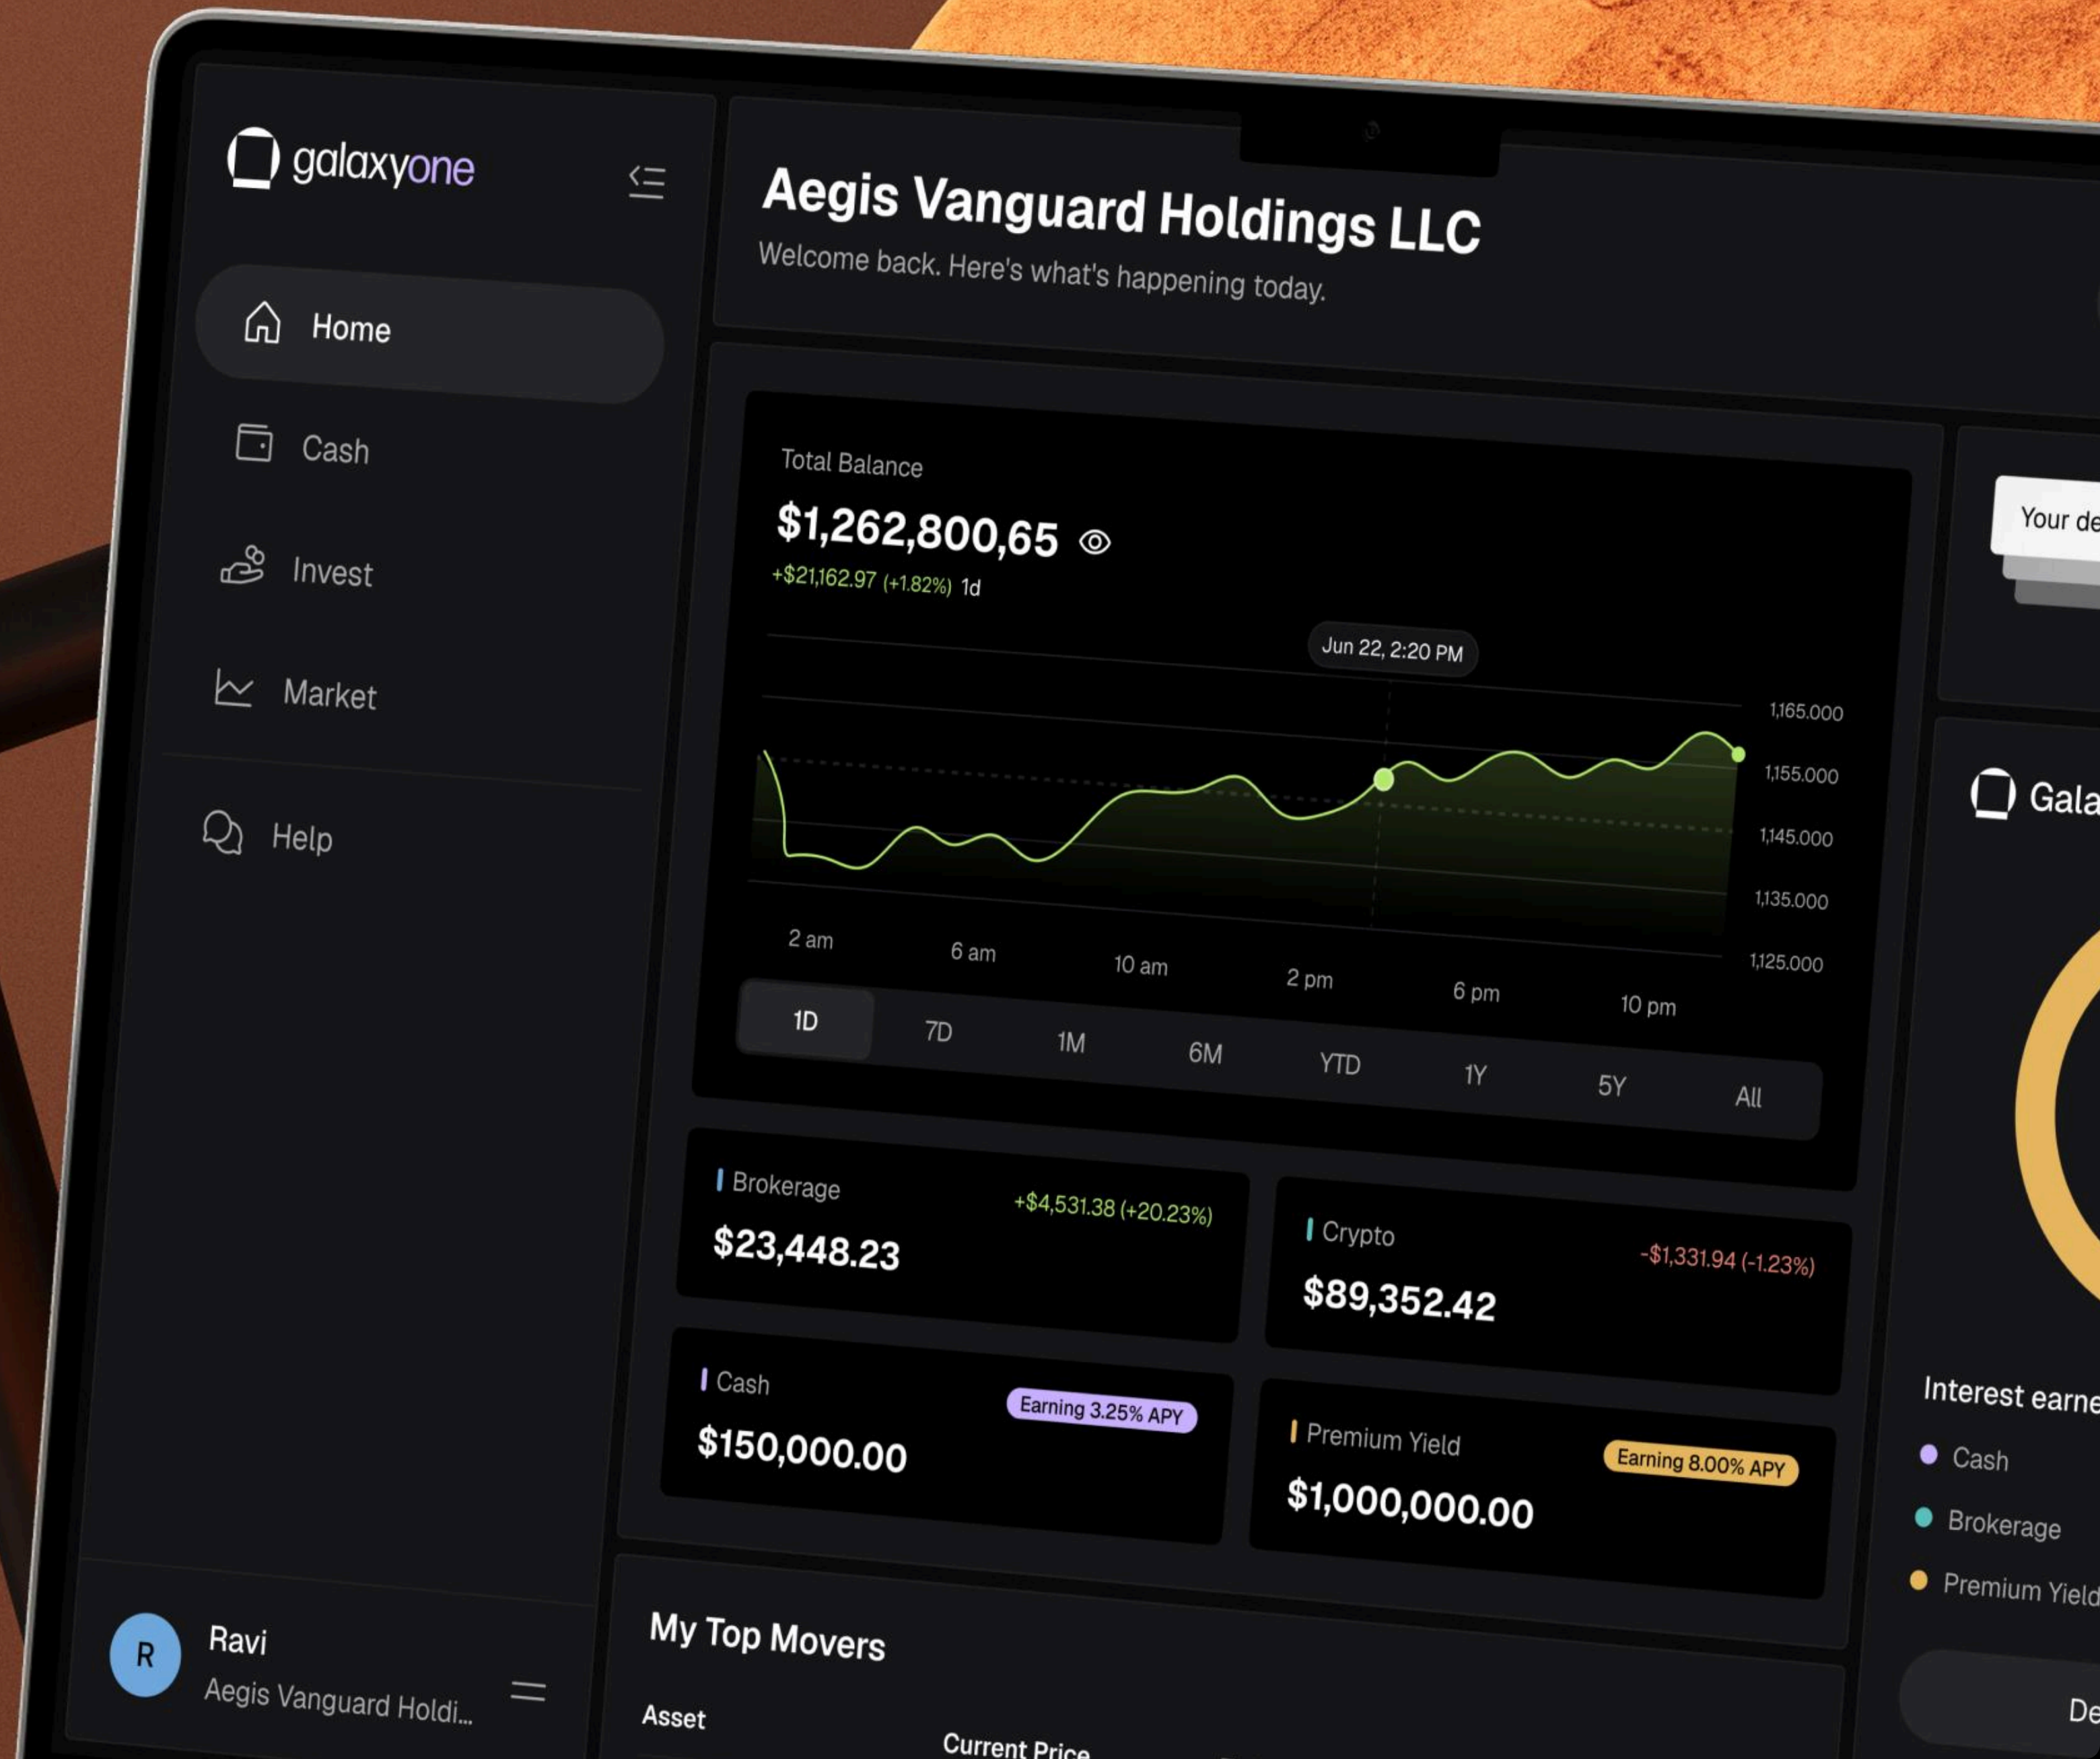 galaxyone
Home
Cash
Invest
Market
Help
R
Ravi
Aegis Vanguard Holdi...
Aegis Vanguard Holdings LLC
Welcome back. Here's what's happening today.
Total Balance
$1,262,800,65
+$21,162.97 (+1.82%) 1d
Jun 22, 2:20 PM
1,165.000
1,155.000
1,145.000
1,135.000
1,125.000
2 am 6 am 10 am 2 pm 6 pm 10 pm
1D 7D 1M 6M YTD 1Y 5Y All
Brokerage +$4,531.38 (+20.23%)
$23,448.23
Crypto -$1,331.94 (-1.23%)
$89,352.42
Cash Earning 3.25% APY
$150,000.00
Premium Yield Earning 8.00% APY
$1,000,000.00
My Top Movers
Asset Current Price
Your de
Gala
Interest earne
Cash
Brokerage
Premium Yield
De